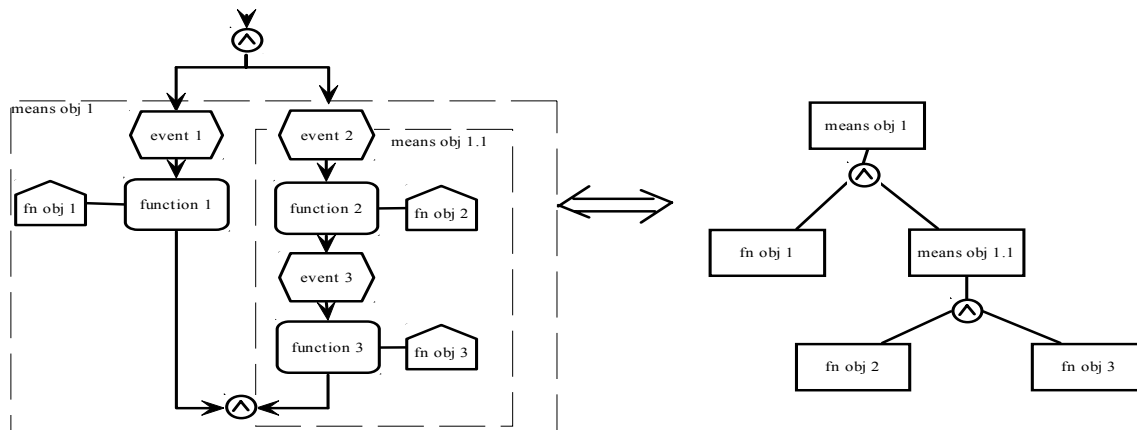 means obj 1
event 1
event 2
means obj 1.1
fn obj 1
function 1
function 2
fn obj 2
event 3
function 3
fn obj 3
means obj 1
fn obj 1
means obj 1.1
fn obj 2
fn obj 3